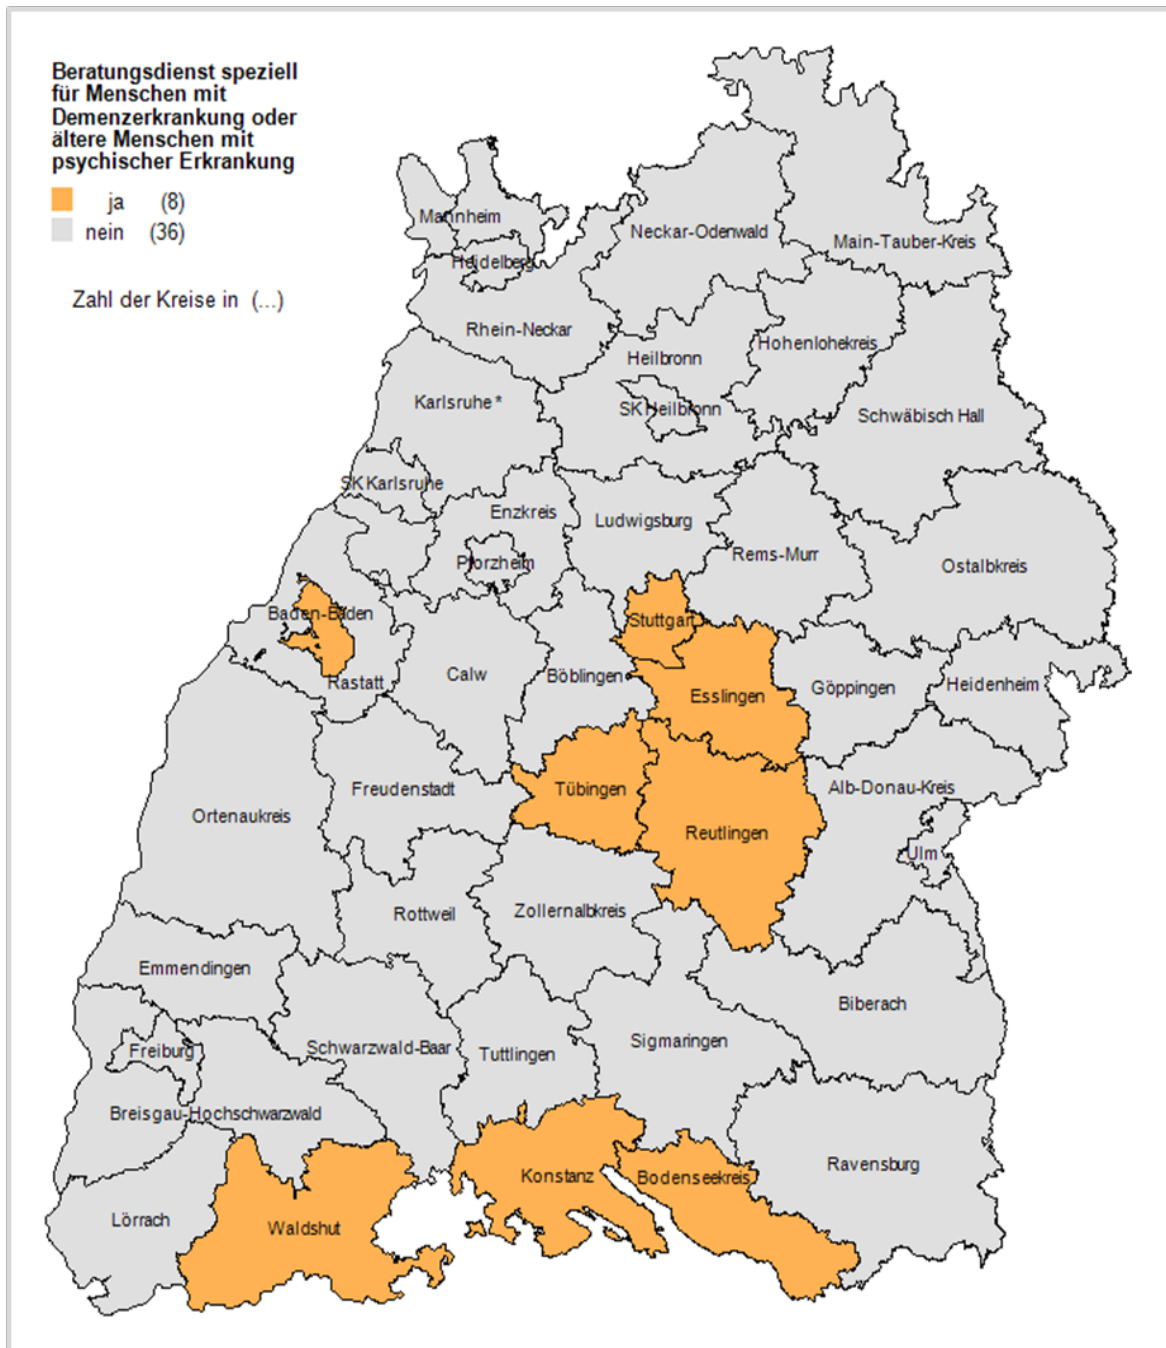 Beratungsdienst speziell
für Menschen mit
Demenzerkrankung oder
ältere Menschen mit
psychischer Erkrankung
ja (8)
nein (36)
Zahl der Kreise in (...)
Mannheim
Neckar-Odenwald
Main-Tauber-Kreis
Heidelberg
Rhein-Neckar
Hohenlohekreis
Heilbronn
Karlsruhe *
SK Heilbronn
Schwäbisch Hall
SK Karlsruhe
Enzkreis
Ludwigsburg
Rems-Murr
Pforzheim
Ostalbkreis
Baden-Baden
Stuttgart
Calw
Böblingen
Rastatt
Esslingen
Göppingen
Heidenheim
Freudenstadt
Tübingen
Alb-Donau-Kreis
Ortenaukreis
Reutlingen
Ulm
Rottweil
Zollernalbkreis
Emmendingen
Biberach
Freiburg
Schwarzwald-Baar
Tuttlingen
Sigmaringen
Breisgau-Hochschwarzwald
Ravensburg
Konstanz
Bodenseekreis
Lörrach
Waldshut